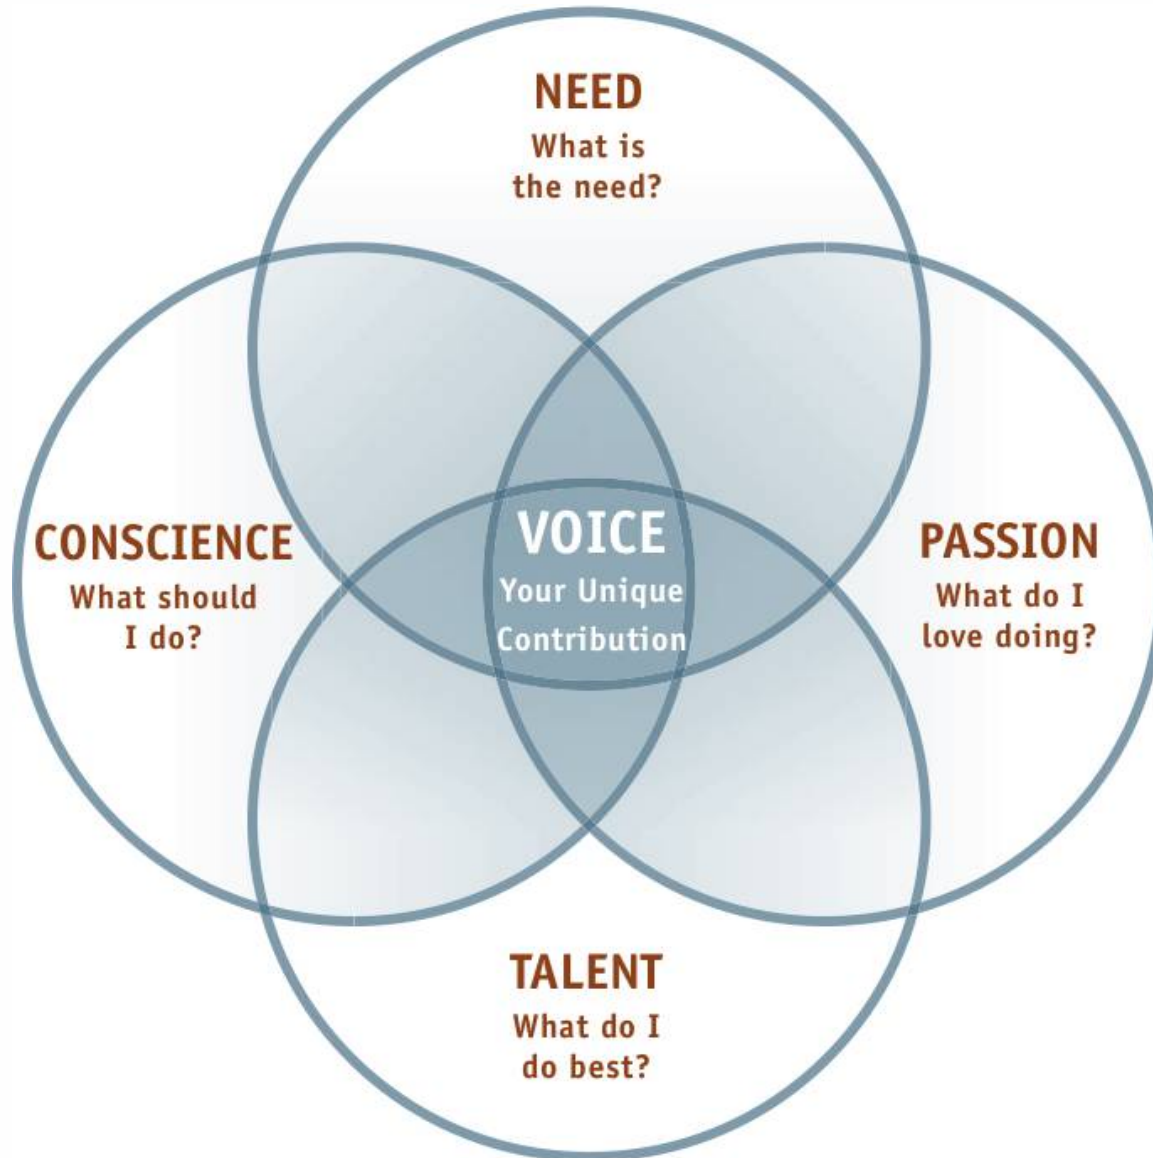 NEED
What is
the need?
CONSCIENCE
What should
I do?
VOICE
Your Unique
Contribution
PASSION
What do I
love doing?
TALENT
What do I
do best?